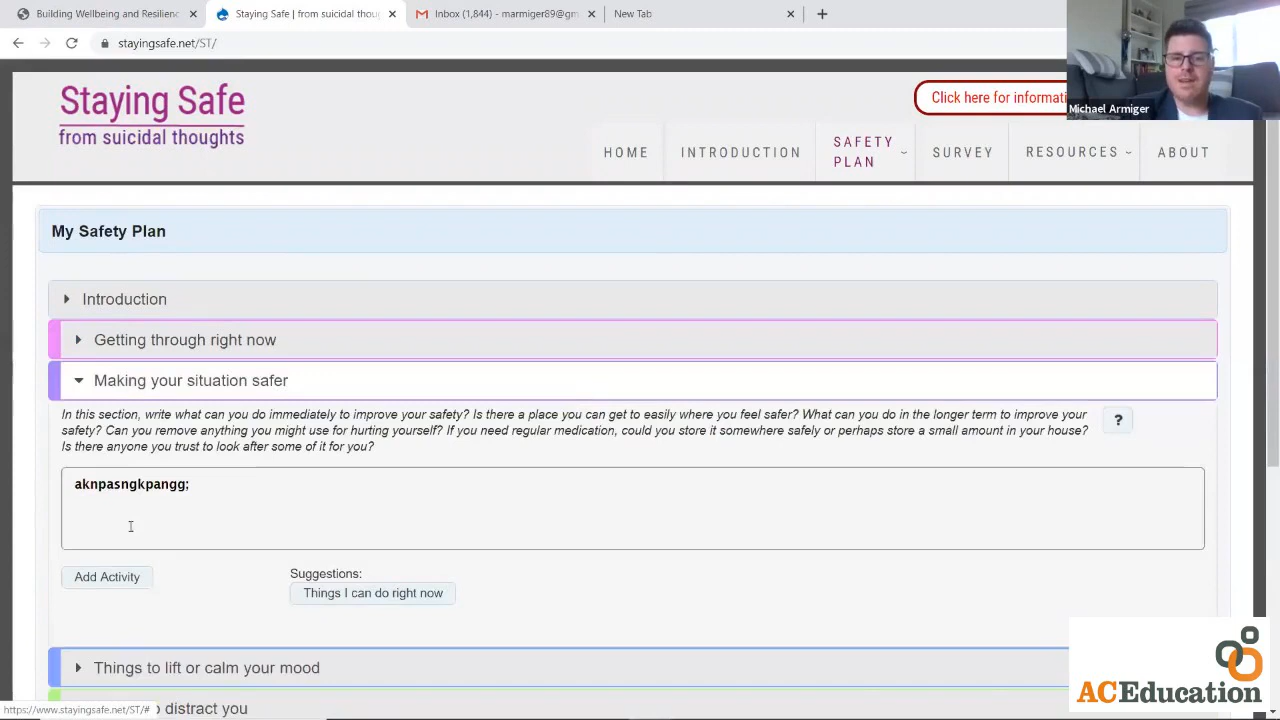 Building Wellbeing and Resilienc
Staying Safe | from suicidal thou
Inbox (1,844) - marmiger89@gm
New Tab
stayingsafe.net/ST/
Staying Safe
from suicidal thoughts
Click here for informati
Michael Armiger
HOME
INTRODUCTION
SAFETY
PLAN
SURVEY
RESOURCES
ABOUT
My Safety Plan
Introduction
Getting through right now
Making your situation safer
In this section, write what can you do immediately to improve your safety? Is there a place you can get to easily where you feel safer? What can you do in the longer term to improve your
safety? Can you remove anything you might use for hurting yourself? If you need regular medication, could you store it somewhere safely or perhaps store a small amount in your house?
Is there anyone you trust to look after some of it for you?
?
aknpasngkpangg;
Add Activity
Suggestions:
Things I can do right now
Things to lift or calm your mood
to distract you
https://www.stayingsafe.net/ST/#
ACEducation